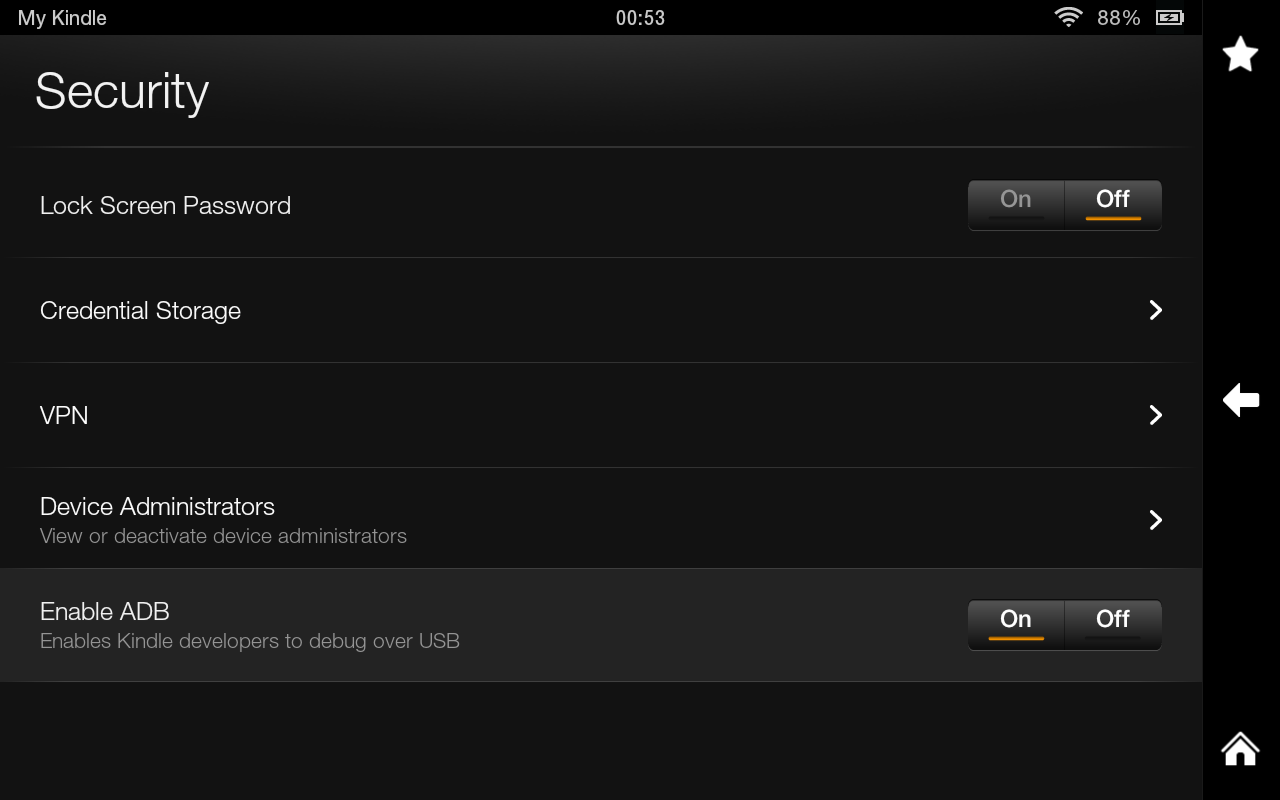 My Kindle 00:53 88%
Security
Lock Screen Password On Off
Credential Storage
VPN
Device Administrators
View or deactivate device administrators
Enable ADB On Off
Enables Kindle developers to debug over USB